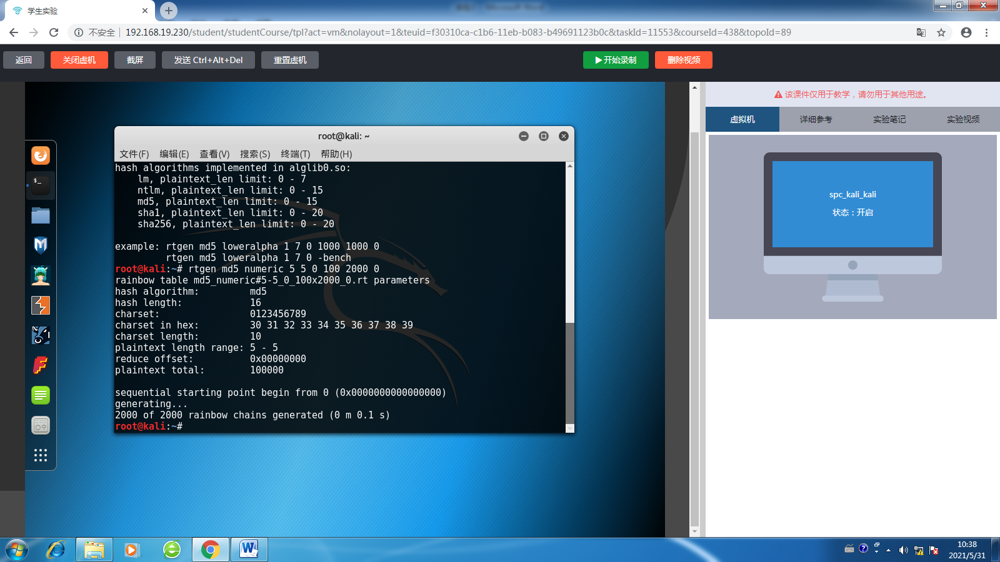 学生实验
不安全
192.168.19.230/student/studentCourse/tpl?act=vm&nolayout=1&teuid=f30310ca-c1b6-11eb-b083-b49691123b0c&taskId=11553&courseId=438&topoId=89
返回
关闭虚机
截屏
发送 Ctrl+Alt+Del
重置虚机
开始录制
删除视频
该课件仅用于教学，请勿用于其他用途。
虚拟机
详细参考
实验笔记
实验视频
spc_kali_kali
状态：开启
root@kali: ~
文件(F) 编辑(E) 查看(V) 搜索(S) 终端(T) 帮助(H)
hash algorithms implemented in alglib0.so:
lm, plaintext_len limit: 0 - 7
ntlm, plaintext_len limit: 0 - 15
md5, plaintext_len limit: 0 - 15
sha1, plaintext_len limit: 0 - 20
sha256, plaintext_len limit: 0 - 20
example: rtgen md5 loweralpha 1 7 0 1000 1000 0
rtgen md5 loweralpha 1 7 0 -bench
root@kali:~# rtgen md5 numeric 5 5 0 100 2000 0
rainbow table md5_numeric#5-5_0_100x2000_0.rt parameters
hash algorithm: md5
hash length: 16
charset: 0123456789
charset in hex: 30 31 32 33 34 35 36 37 38 39
charset length: 10
plaintext length range: 5 - 5
reduce offset: 0x00000000
plaintext total: 100000
sequential starting point begin from 0 (0x0000000000000000)
generating...
2000 of 2000 rainbow chains generated (0 m 0.1 s)
root@kali:~#
10:38
2021/5/31